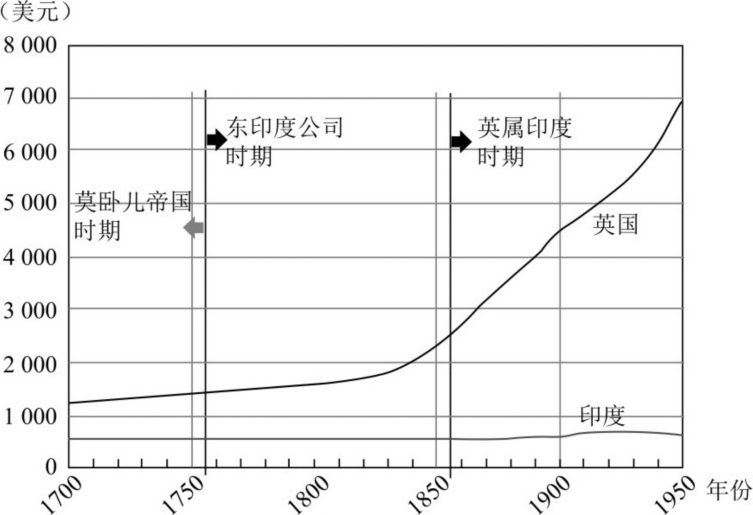 （美元）
8 000
7 000
6 000
5 000
4 000
3 000
2 000
1 000
0
东印度公司
时期
英属印度
时期
莫卧儿帝国
时期
英国
印度
1700
1750
1800
1850
1900
1950
年份